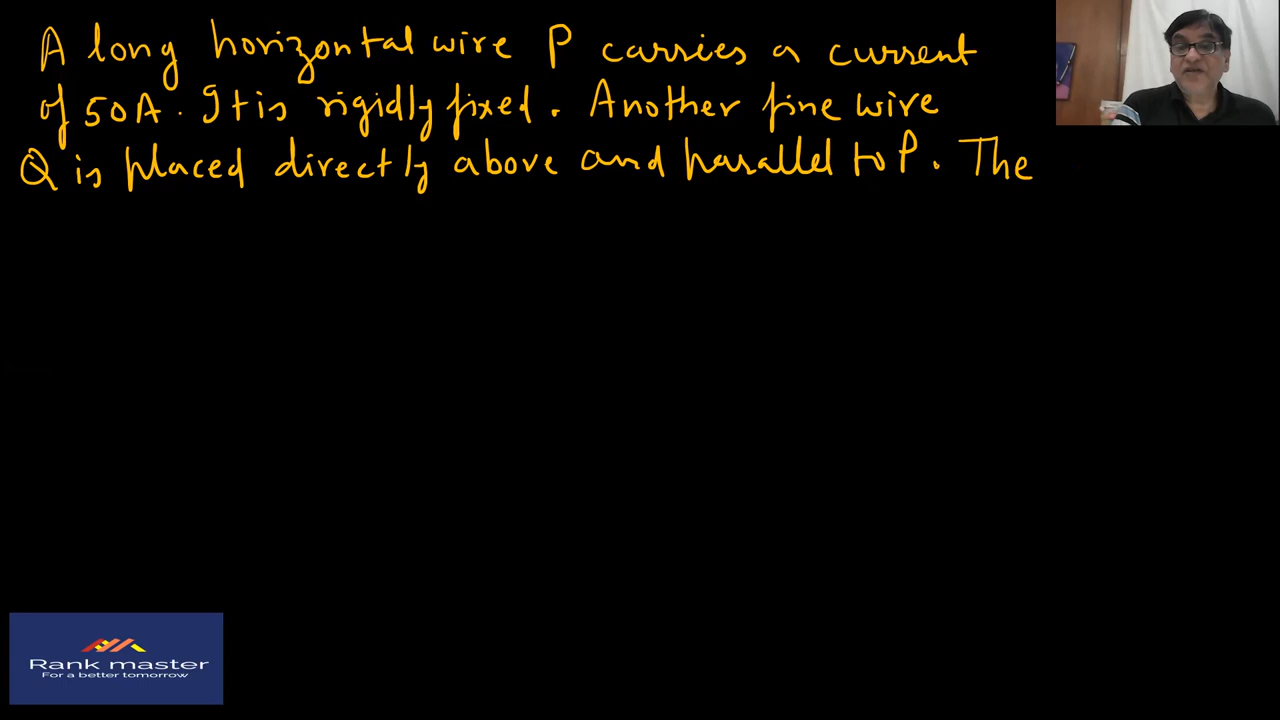 A long horizontal wire P carries a current
of 50A. It is rigidly fixed. Another fine wire
Q is placed directly above and parallel to P. The
Rank master
For a better tomorrow